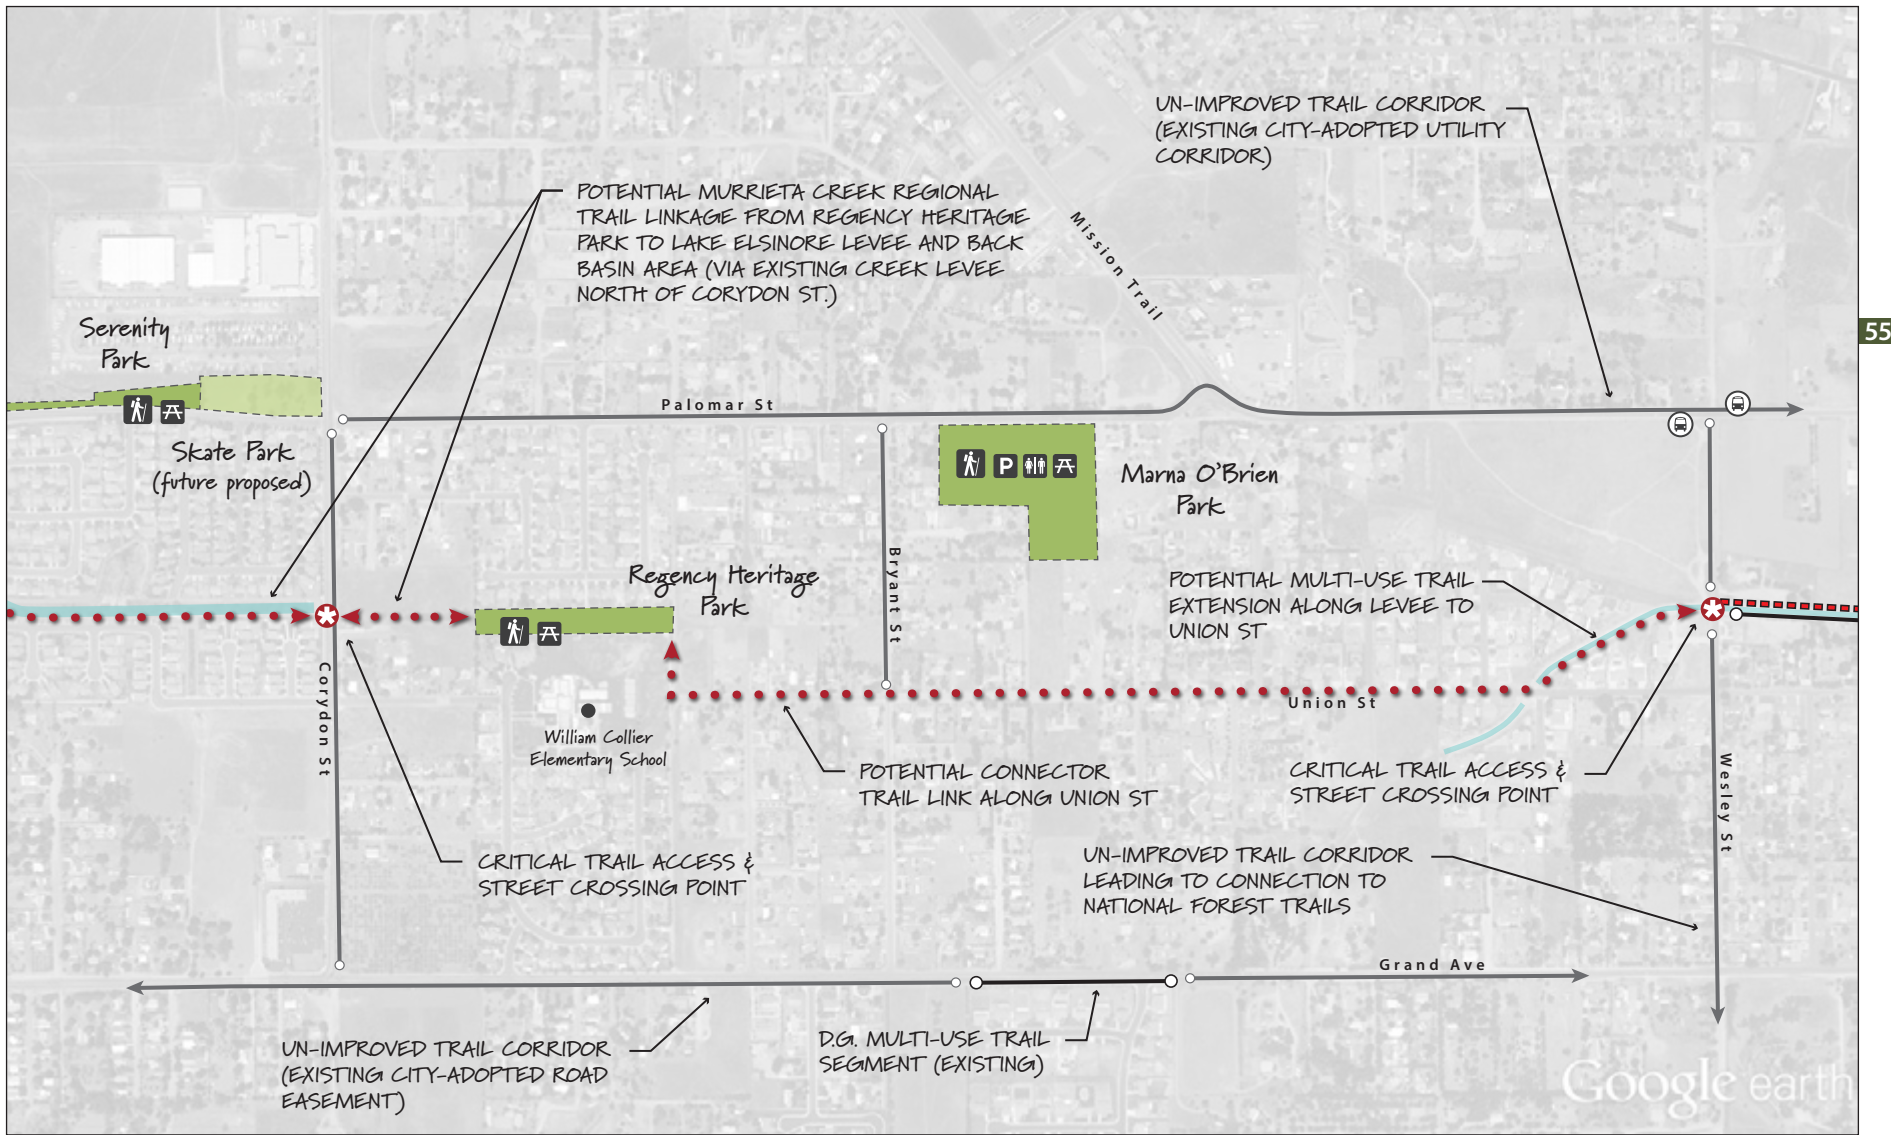 UN-IMPROVED TRAIL CORRIDOR
(EXISTING CITY-ADOPTED UTILITY
CORRIDOR)
POTENTIAL MURRIETA CREEK REGIONAL
TRAIL LINKAGE FROM REGENCY HERITAGE
PARK TO LAKE ELSINORE LEVEE AND BACK
BASIN AREA (VIA EXISTING CREEK LEVEE
NORTH OF CORYDON ST.)
Mission Trail
55
Serenity
Park
Palomar St
Skate Park
(future proposed)
P
Marna O'Brien
Park
Bryant St
Regency Heritage
Park
POTENTIAL MULTI-USE TRAIL
EXTENSION ALONG LEVEE TO
UNION ST
Corydon St
Union St
William Collier
Elementary School
POTENTIAL CONNECTOR
TRAIL LINK ALONG UNION ST
CRITICAL TRAIL ACCESS &
STREET CROSSING POINT
Wesley St
CRITICAL TRAIL ACCESS &
STREET CROSSING POINT
UN-IMPROVED TRAIL CORRIDOR
LEADING TO CONNECTION TO
NATIONAL FOREST TRAILS
Grand Ave
UN-IMPROVED TRAIL CORRIDOR
(EXISTING CITY-ADOPTED ROAD
EASEMENT)
D.G. MULTI-USE TRAIL
SEGMENT (EXISTING)
Google earth